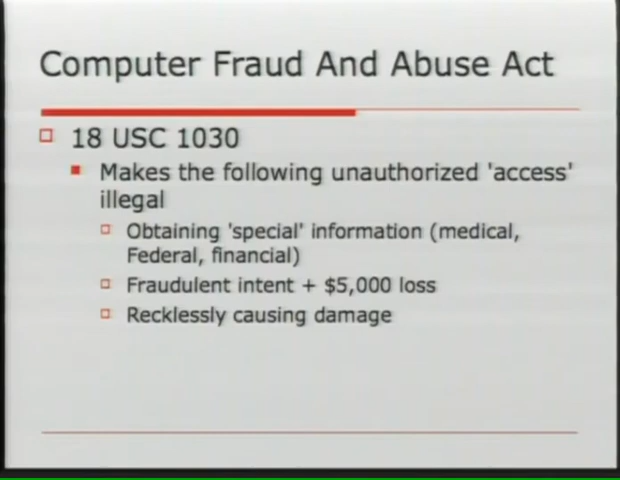 Computer Fraud And Abuse Act
18 USC 1030
Makes the following unauthorized 'access'
illegal
Obtaining 'special' information (medical,
Federal, financial)
Fraudulent intent + $5,000 loss
Recklessly causing damage